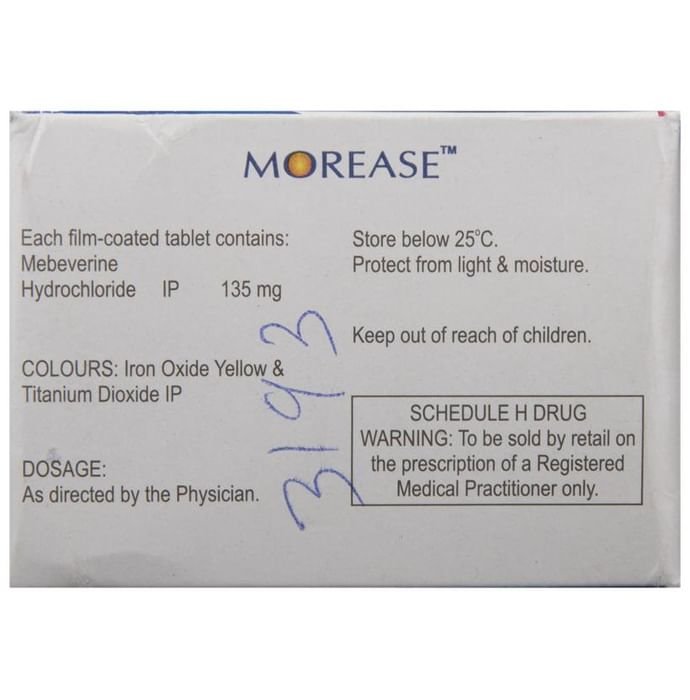 MOREASE™
Each film-coated tablet contains:
Mebeverine
Hydrochloride IP 135 mg
COLOURS: Iron Oxide Yellow &
Titanium Dioxide IP
DOSAGE:
As directed by the Physician.
Store below 25°C.
Protect from light & moisture.
Keep out of reach of children.
SCHEDULE H DRUG
WARNING: To be sold by retail on
the prescription of a Registered
Medical Practitioner only.
3193